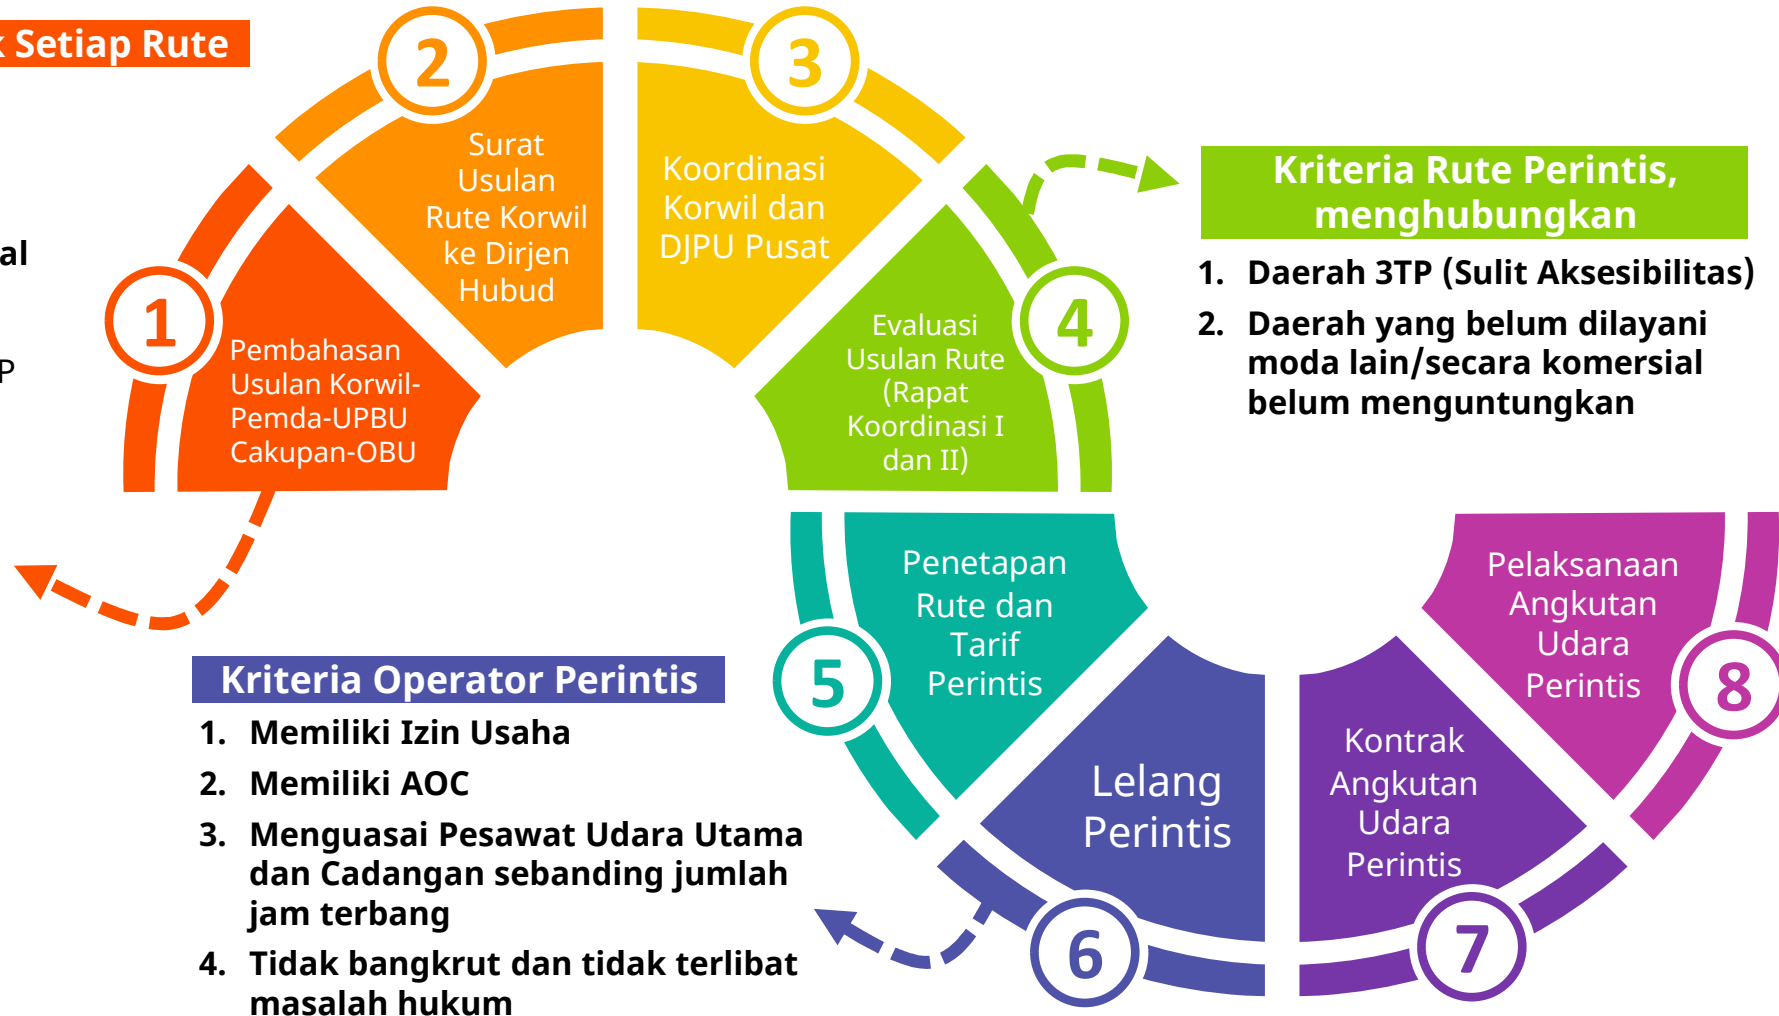 Setiap Rute
al
P
1
Pembahasan
Usulan Korwil-
Pemda-UPBU
Cakupan-OBU
2
Surat
Usulan
Rute Korwil
ke Dirjen
Hubud
3
Koordinasi
Korwil dan
DJPU Pusat
4
Evaluasi
Usulan Rute
(Rapat
Koordinasi I
dan II)
Kriteria Rute Perintis,
menghubungkan
1. Daerah 3TP (Sulit Aksesibilitas)
2. Daerah yang belum dilayani
moda lain/secara komersial
belum menguntungkan
5
Penetapan
Rute dan
Tarif
Perintis
Kriteria Operator Perintis
1. Memiliki Izin Usaha
2. Memiliki AOC
3. Menguasai Pesawat Udara Utama
dan Cadangan sebanding jumlah
jam terbang
4. Tidak bangkrut dan tidak terlibat
masalah hukum
6
Lelang
Perintis
7
Kontrak
Angkutan
Udara
Perintis
8
Pelaksanaan
Angkutan
Udara
Perintis